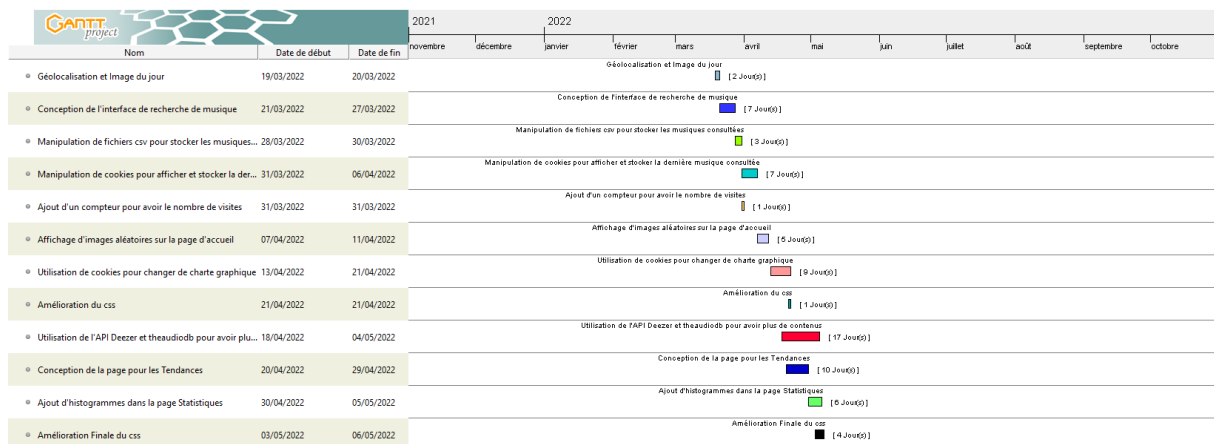 GANTT project 2021 2022
Nom Date de début Date de fin novembre décembre janvier février mars avril mai juin juillet août septembre octobre
Géolocalisation et Image du jour
Géolocalisation et Image du jour 19/03/2022 20/03/2022 [ 2 Jour(s) ]
Conception de l'interface de recherche de musique
Conception de l'interface de recherche de musique 21/03/2022 27/03/2022 [ 7 Jour(s) ]
Manipulation de fichiers csv pour stocker les musiques consultées
Manipulation de fichiers csv pour stocker les musiques... 28/03/2022 30/03/2022 [ 3 Jour(s) ]
Manipulation de cookies pour afficher et stocker la dernière musique consultée
Manipulation de cookies pour afficher et stocker la der... 31/03/2022 06/04/2022 [ 7 Jour(s) ]
Ajout d'un compteur pour avoir le nombre de visites
Ajout d'un compteur pour avoir le nombre de visites 31/03/2022 31/03/2022 [ 1 Jour(s) ]
Affichage d'images aléatoires sur la page d'accueil
Affichage d'images aléatoires sur la page d'accueil 07/04/2022 11/04/2022 [ 5 Jour(s) ]
Utilisation de cookies pour changer de charte graphique
Utilisation de cookies pour changer de charte graphique 13/04/2022 21/04/2022 [ 9 Jour(s) ]
Amélioration du css
Amélioration du css 21/04/2022 21/04/2022 [ 1 Jour(s) ]
Utilisation de l'API Deezer et theaudiodb pour avoir plus de contenus
Utilisation de l'API Deezer et theaudiodb pour avoir plu... 18/04/2022 04/05/2022 [ 17 Jour(s) ]
Conception de la page pour les Tendances
Conception de la page pour les Tendances 20/04/2022 29/04/2022 [ 10 Jour(s) ]
Ajout d'histogrammes dans la page Statistiques
Ajout d'histogrammes dans la page Statistiques 30/04/2022 05/05/2022 [ 6 Jour(s) ]
Amélioration Finale du css
Amélioration Finale du css 03/05/2022 06/05/2022 [ 4 Jour(s) ]